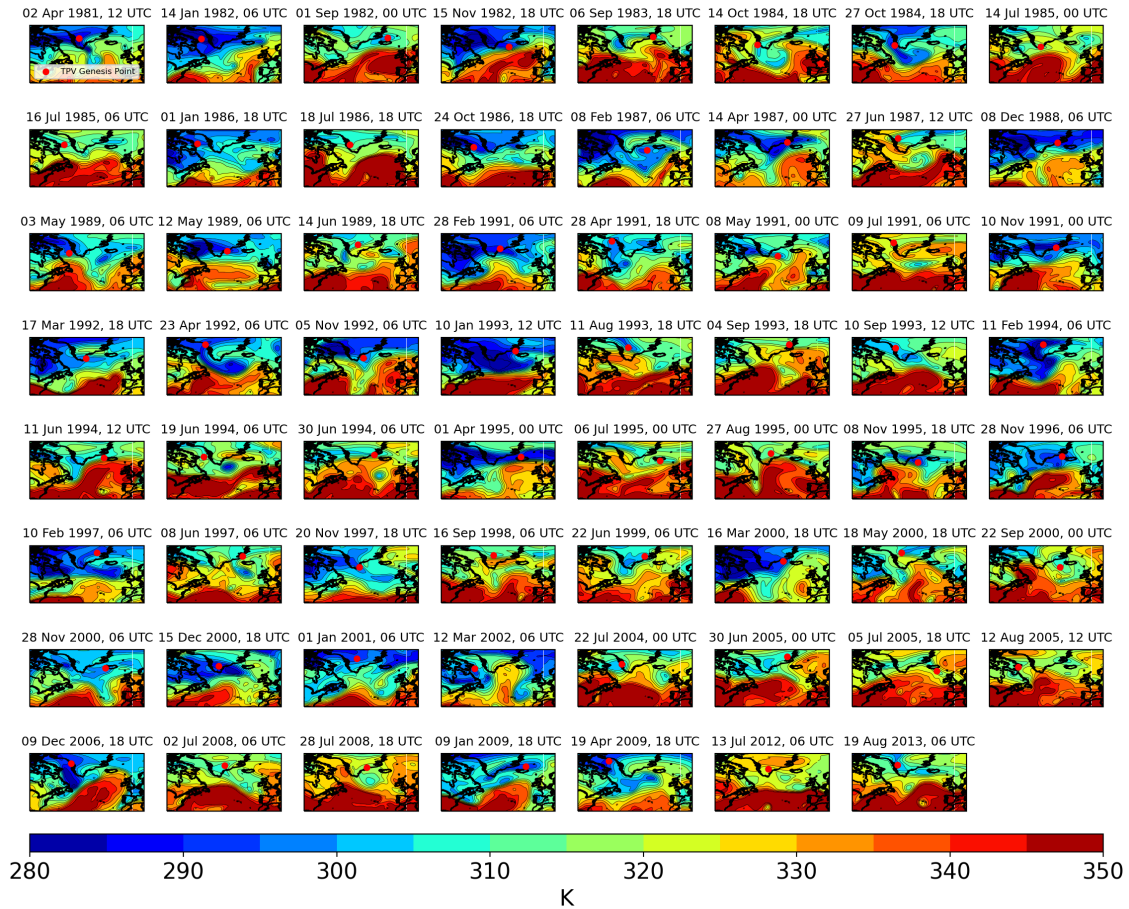 02 Apr 1981, 12 UTC 14 Jan 1982, 06 UTC 01 Sep 1982, 00 UTC 15 Nov 1982, 18 UTC 06 Sep 1983, 18 UTC 14 Oct 1984, 18 UTC 27 Oct 1984, 18 UTC 14 Jul 1985, 00 UTC
TPV Genesis Point
16 Jul 1985, 06 UTC 01 Jan 1986, 18 UTC 18 Jul 1986, 18 UTC 24 Oct 1986, 18 UTC 08 Feb 1987, 06 UTC 14 Apr 1987, 00 UTC 27 Jun 1987, 12 UTC 08 Dec 1988, 06 UTC
03 May 1989, 06 UTC 12 May 1989, 06 UTC 14 Jun 1989, 18 UTC 28 Feb 1991, 06 UTC 28 Apr 1991, 18 UTC 08 May 1991, 00 UTC 09 Jul 1991, 06 UTC 10 Nov 1991, 00 UTC
17 Mar 1992, 18 UTC 23 Apr 1992, 06 UTC 05 Nov 1992, 06 UTC 10 Jan 1993, 12 UTC 11 Aug 1993, 18 UTC 04 Sep 1993, 18 UTC 10 Sep 1993, 12 UTC 11 Feb 1994, 06 UTC
11 Jun 1994, 12 UTC 19 Jun 1994, 06 UTC 30 Jun 1994, 06 UTC 01 Apr 1995, 00 UTC 06 Jul 1995, 00 UTC 27 Aug 1995, 00 UTC 08 Nov 1995, 18 UTC 28 Nov 1996, 06 UTC
10 Feb 1997, 06 UTC 08 Jun 1997, 06 UTC 20 Nov 1997, 18 UTC 16 Sep 1998, 06 UTC 22 Jun 1999, 06 UTC 16 Mar 2000, 18 UTC 18 May 2000, 06 UTC 22 Sep 2000, 00 UTC
28 Nov 2000, 06 UTC 15 Dec 2000, 18 UTC 01 Jan 2001, 06 UTC 12 Mar 2002, 06 UTC 22 Jul 2004, 00 UTC 30 Jun 2005, 00 UTC 05 Jul 2005, 18 UTC 12 Aug 2005, 12 UTC
09 Dec 2006, 18 UTC 02 Jul 2008, 06 UTC 28 Jul 2008, 18 UTC 09 Jan 2009, 18 UTC 19 Apr 2009, 18 UTC 13 Jul 2012, 06 UTC 19 Aug 2013, 06 UTC
280 290 300 310 320 330 340 350
K